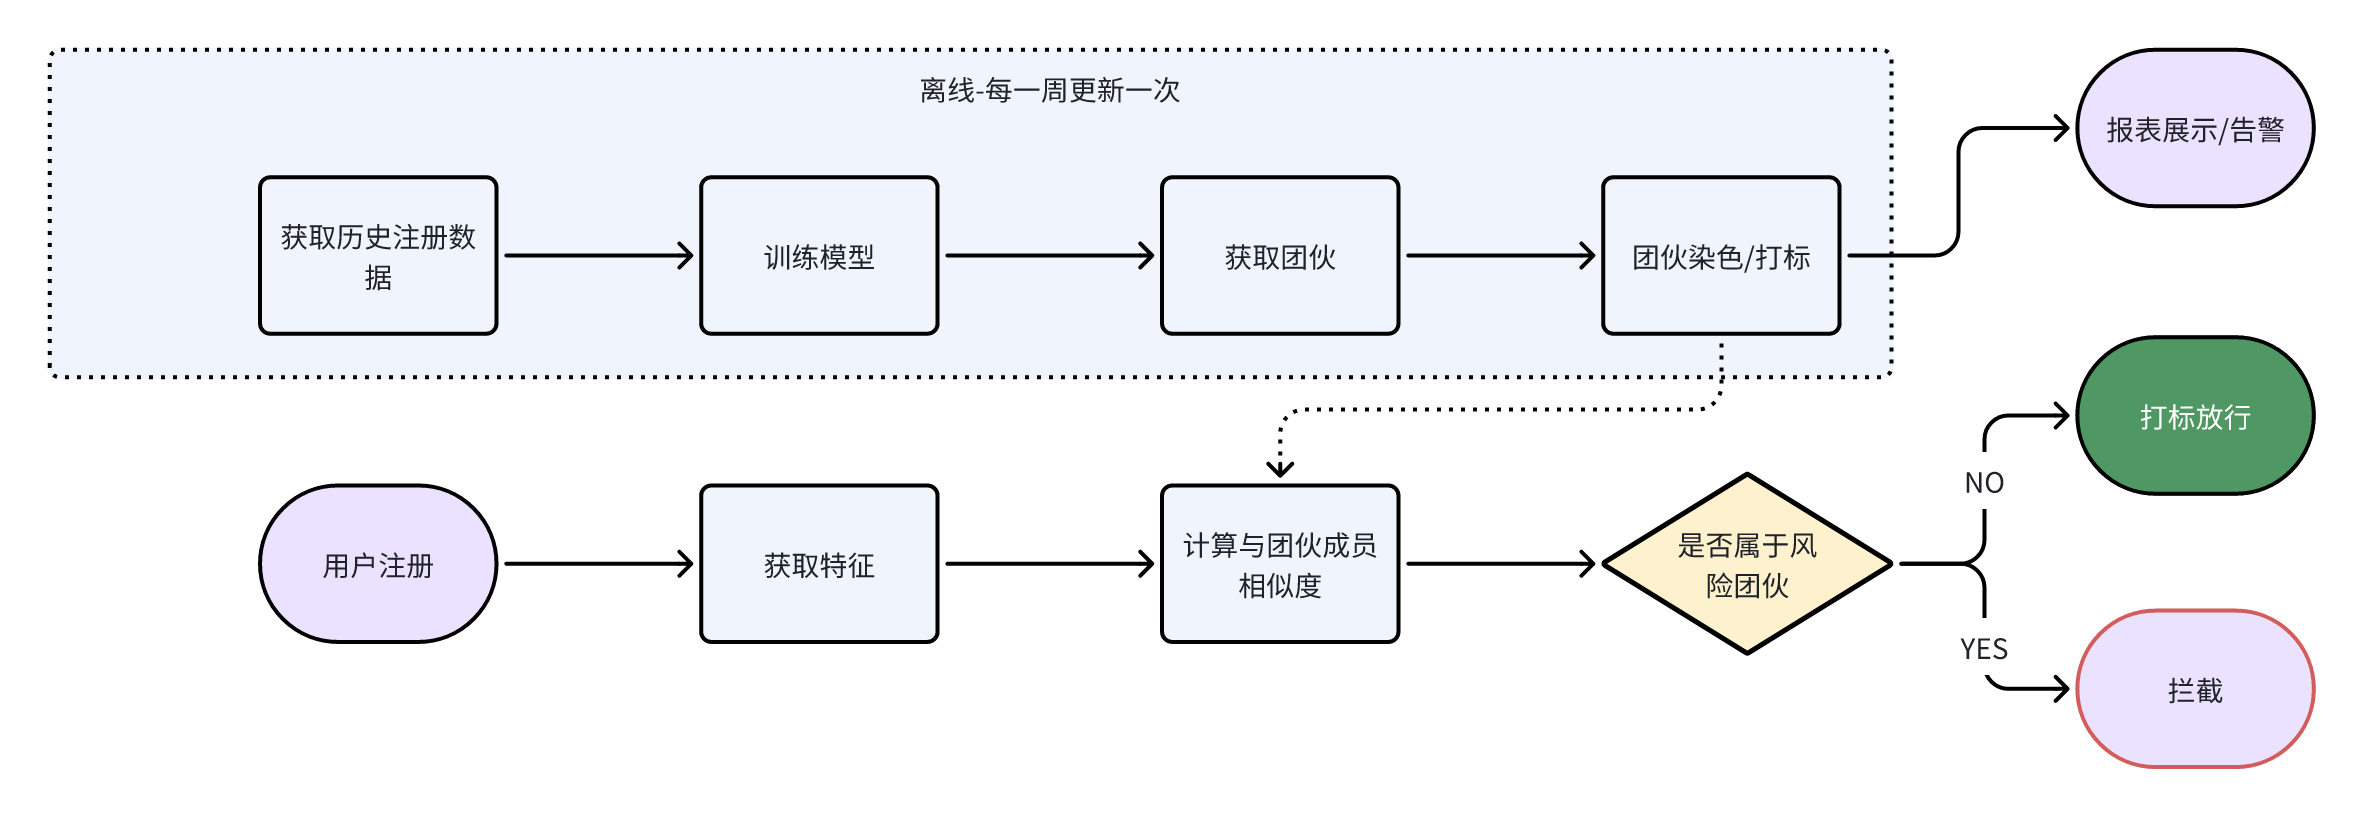 离线-每一周更新一次
报表展示/告警
获取历史注册数
据
训练模型
获取团伙
团伙染色/打标
打标放行
NO
用户注册
获取特征
计算与团伙成员
相似度
是否属于风
险团伙
YES
拦截